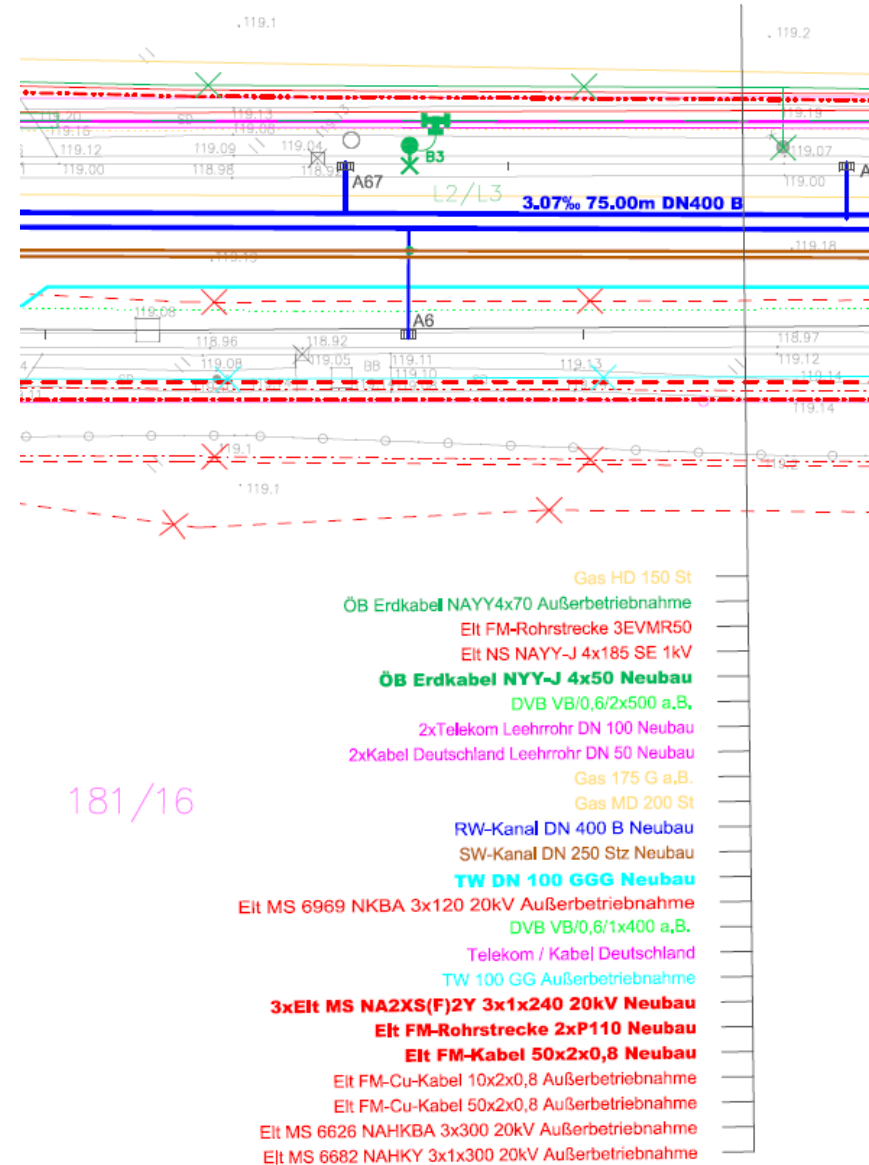 119.1
119.2
119.20
119.13
119.13
119.19
119.16
119.08
119.12
119.09
119.04
B3
119.07
119.00
118.98
A67
119.00
L2/L3
3.07‰ 75.00m DN400 B
119.18
119.08
A6
118.96
118.92
118.97
119.08
119.05
119.11
119.13
119.12
BB
119.10
119.14
119.14
119.1
119.2
119.1
Gas HD 150 St
ÖB Erdkabel NAYY4x70 Außerbetriebnahme
Elt FM-Rohrstrecke 3EVMR50
Elt NS NAYY-J 4x185 SE 1kV
ÖB Erdkabel NYY-J 4x50 Neubau
DVB VB/0,6/2x500 a.B.
2xTelekom Leehrrohr DN 100 Neubau
2xKabel Deutschland Leehrrohr DN 50 Neubau
Gas 175 G a.B.
181/16
Gas MD 200 St
RW-Kanal DN 400 B Neubau
SW-Kanal DN 250 Stz Neubau
TW DN 100 GGG Neubau
Elt MS 6969 NKBA 3x120 20kV Außerbetriebnahme
DVB VB/0,6/1x400 a.B.
Telekom / Kabel Deutschland
TW 100 GG Außerbetriebnahme
3xElt MS NA2XS(F)2Y 3x1x240 20kV Neubau
Elt FM-Rohrstrecke 2xP110 Neubau
Elt FM-Kabel 50x2x0,8 Neubau
Elt FM-Cu-Kabel 10x2x0,8 Außerbetriebnahme
Elt FM-Cu-Kabel 50x2x0,8 Außerbetriebnahme
Elt MS 6626 NAHKBA 3x300 20kV Außerbetriebnahme
Elt MS 6682 NAHKY 3x1x300 20kV Außerbetriebnahme